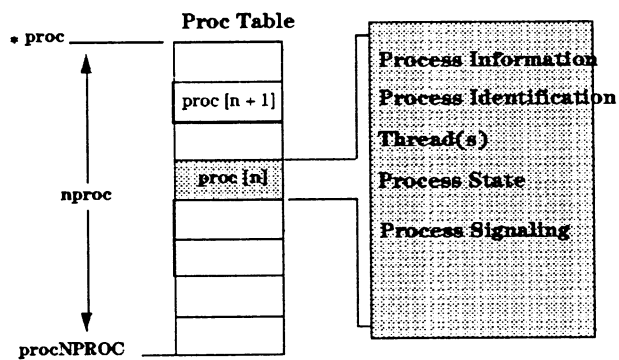 Proc Table
* proc
Process Information
proc [n + 1]
Process Identification
Thread(s)
proc [n]
Process State
nproc
Process Signaling
procNPROC